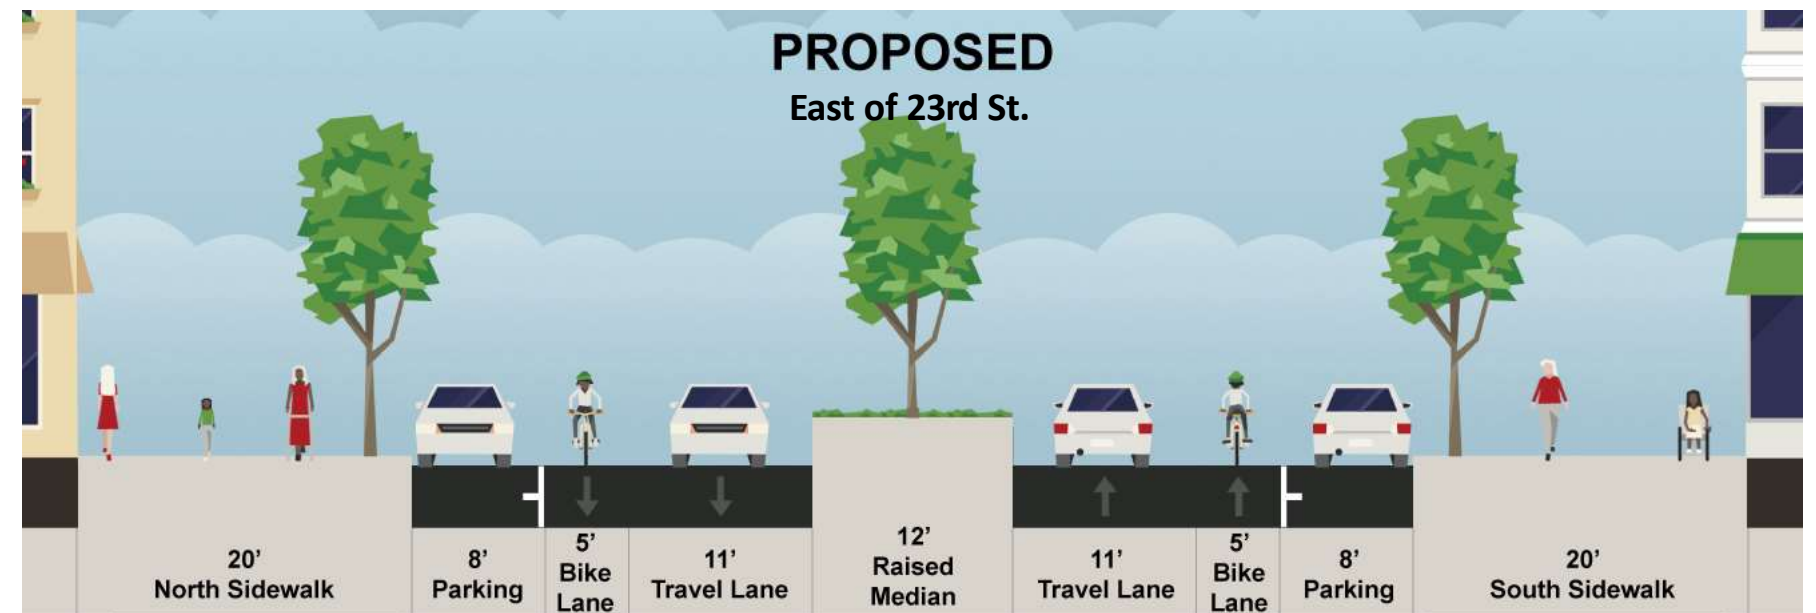 PROPOSED
East of 23rd St.
20’
North Sidewalk
8’
Parking
5’
Bike
Lane
11’
Travel Lane
12’
Raised
Median
11’
Travel Lane
5’
Bike
Lane
8’
Parking
20’
South Sidewalk